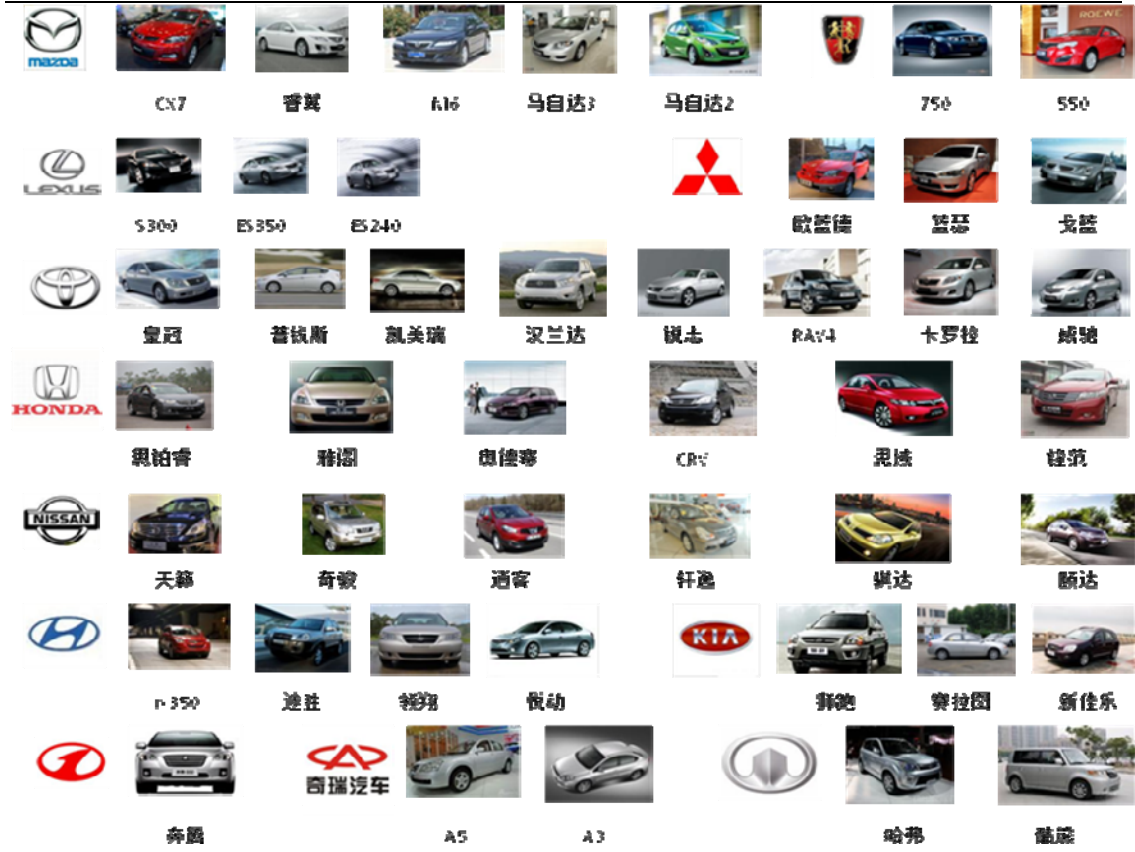 mazda ROEWE
CX7 睿翼 马自达3 马自达2 750 550
LEXUS
ES350 ES240 欧蓝德 蓝瑟 戈蓝
皇冠 普锐斯 凯美瑞 汉兰达 锐志 RAV4 卡罗拉 威驰
HONDA
思铂睿 雅阁 奥德赛 CRV 思域 锋范
NISSAN
天籁 奇骏 逍客 轩逸 骐达 颐达
KIA
途胜 领翔 悦动 狮跑 赛拉图 新佳乐
奇瑞汽车
奔腾 A5 A3 哈弗 酷熊